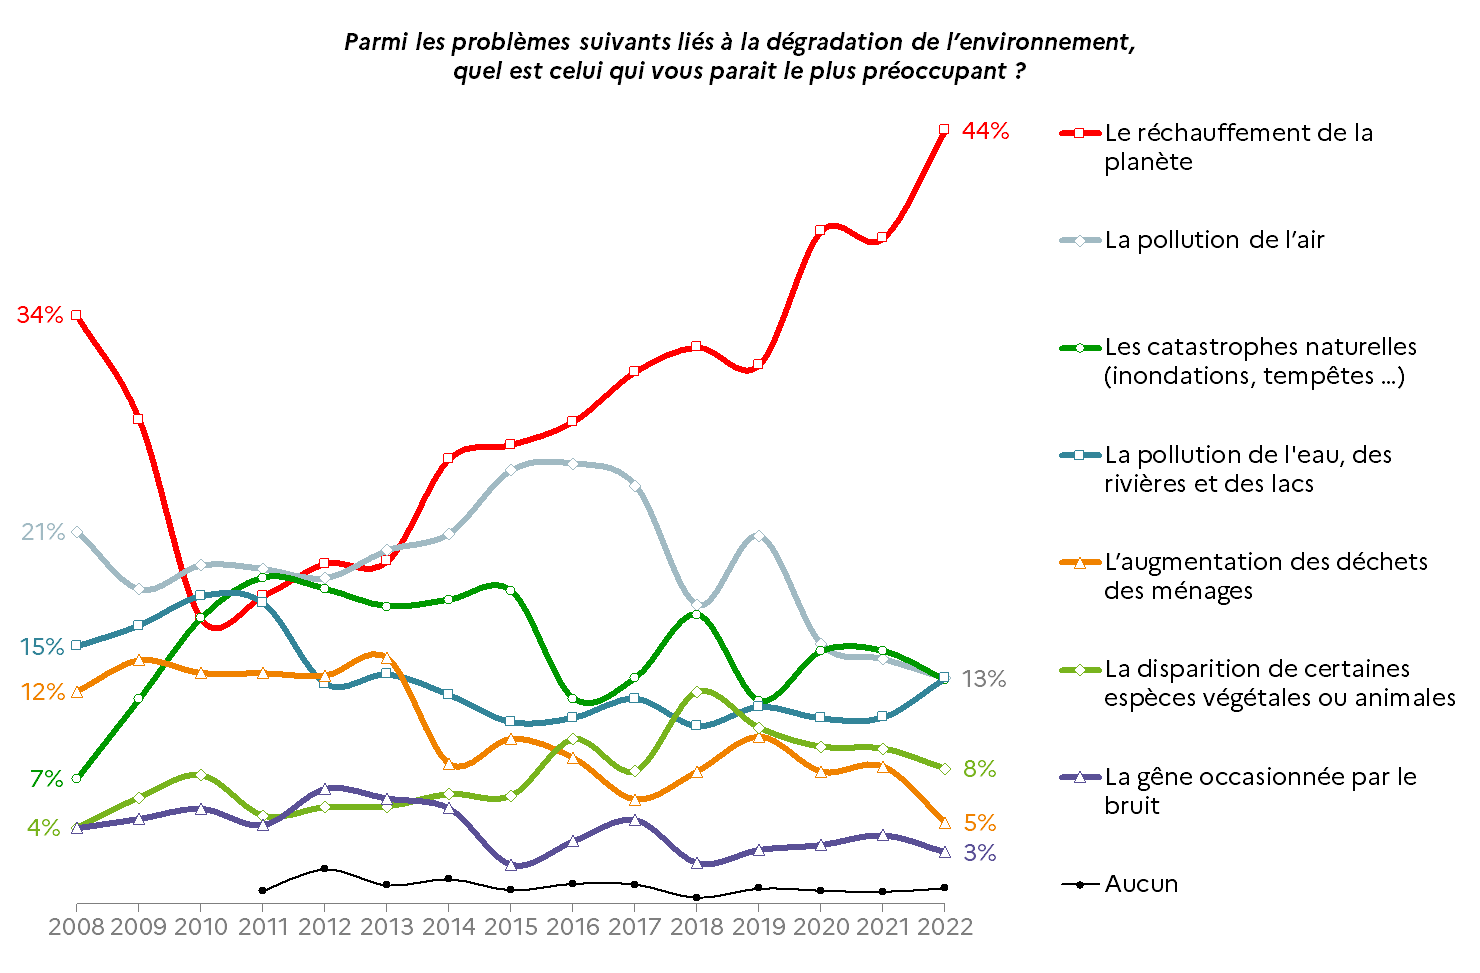 Parmi les problèmes suivants liés à la dégradation de l’environnement,
quel est celui qui vous parait le plus préoccupant ?
44%
34%
21%
15%
12%
7%
4%
13%
8%
5%
3%
Le réchauffement de la
planète
La pollution de l’air
Les catastrophes naturelles
(inondations, tempêtes …)
La pollution de l'eau, des
rivières et des lacs
L’augmentation des déchets
des ménages
La disparition de certaines
espèces végétales ou animales
La gêne occasionnée par le
bruit
Aucun
2008 2009 2010 2011 2012 2013 2014 2015 2016 2017 2018 2019 2020 2021 2022